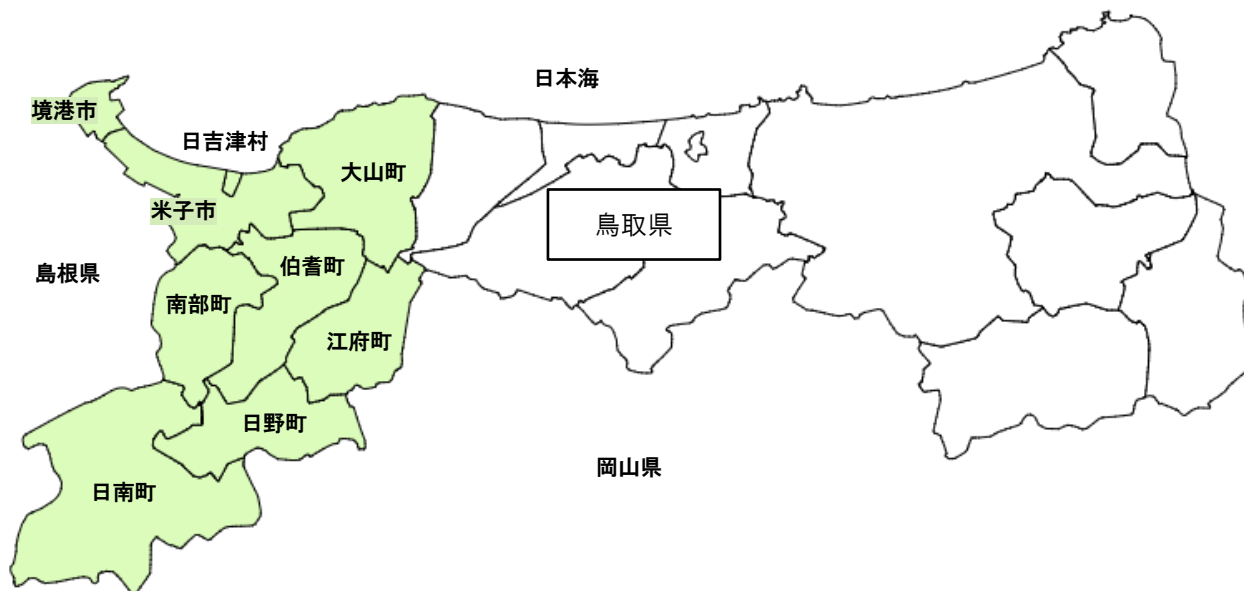 日本海
境港市
日吉津村
大山町
米子市
鳥取県
伯耆町
島根県
南部町
江府町
日野町
岡山県
日南町